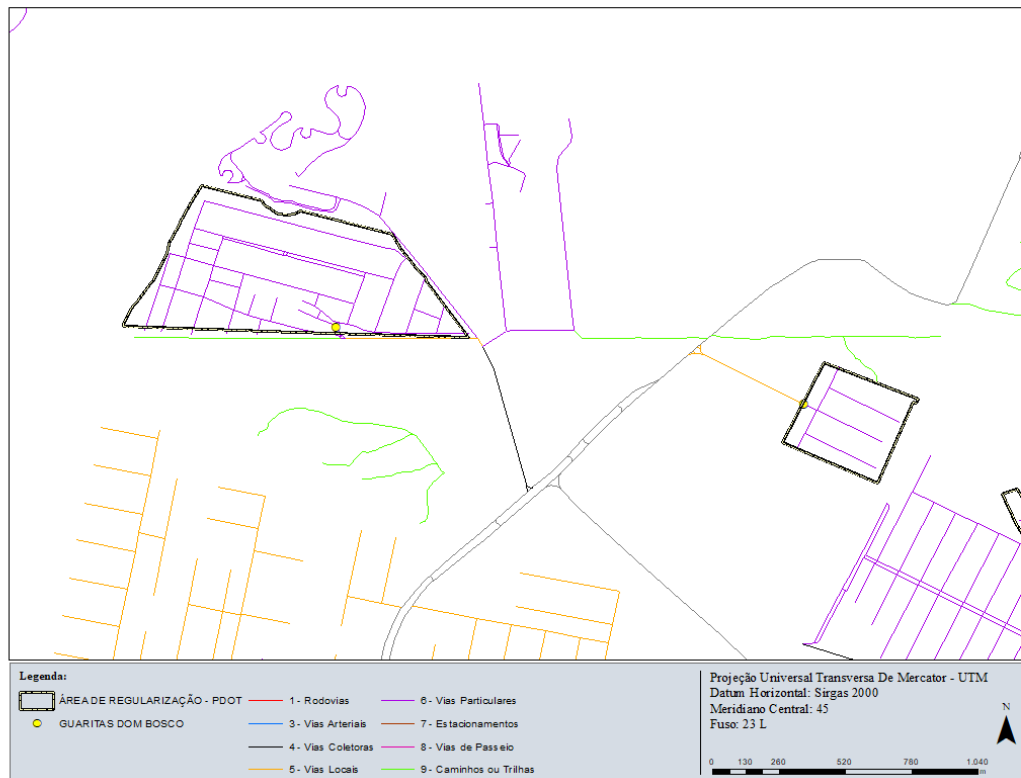 Legenda:
ÁREA DE REGULARIZAÇÃO - PDOT
GUARITAS DOM BOSCO
1 - Rodovias
3 - Vias Arteriais
4 - Vias Coletoras
5 - Vias Locais
6 - Vias Particulares
7 - Estacionamentos
8 - Vias de Passeio
9 - Caminhos ou Trilhas
Projeção Universal Transversa De Mercator - UTM
Datum Horizontal: Sirgas 2000
Meridiano Central: 45
Fuso: 23 L
N
0 130 260 520 780 1.040